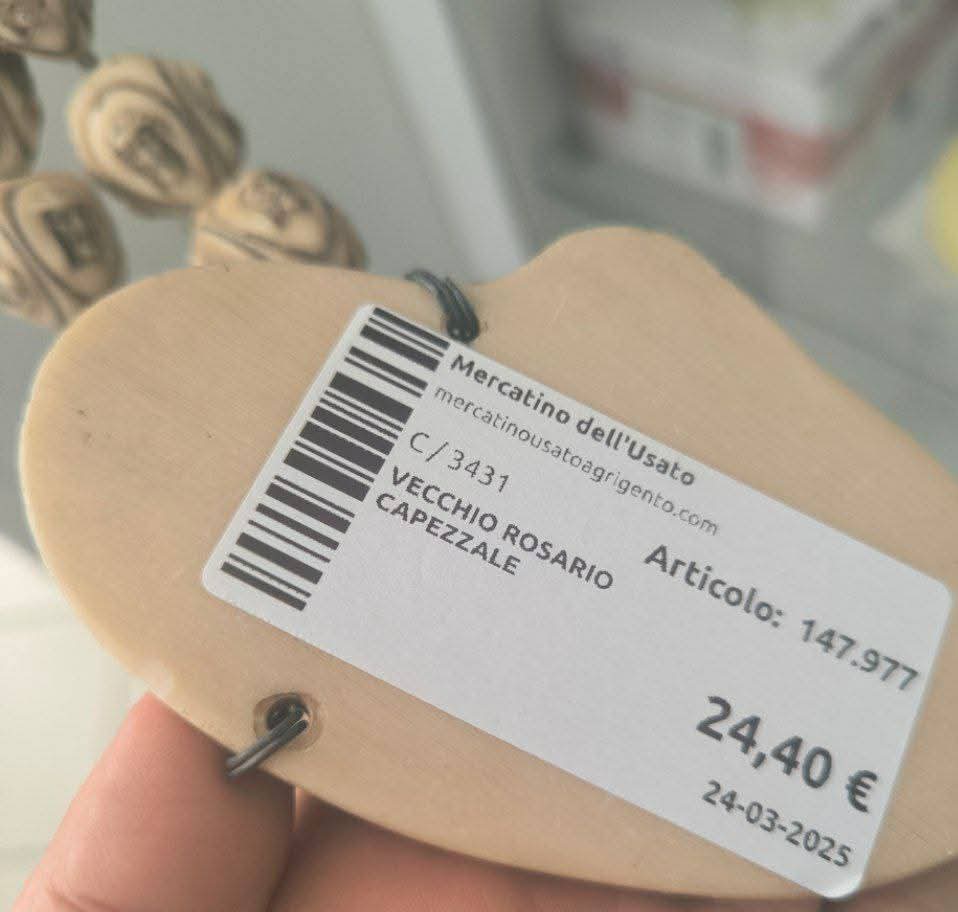 Mercatino dell'Usato
mercatinousatoagrigento.com
C/3431
VECCHIO ROSARIO
CAPEZZALE
Articolo: 147.977
24,40 €
24-03-2025